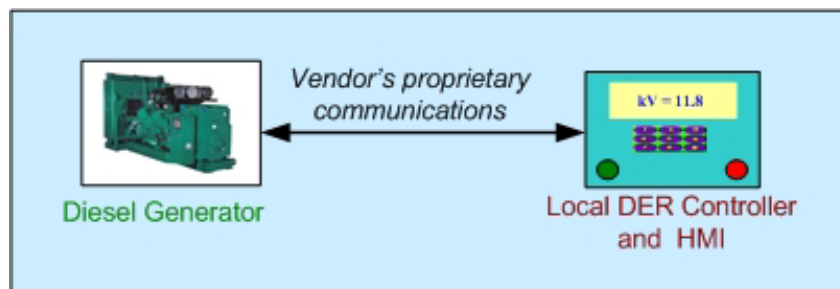 Vendor's proprietary
communications
kV = 11.8
Diesel Generator
Local DER Controller
and HMI